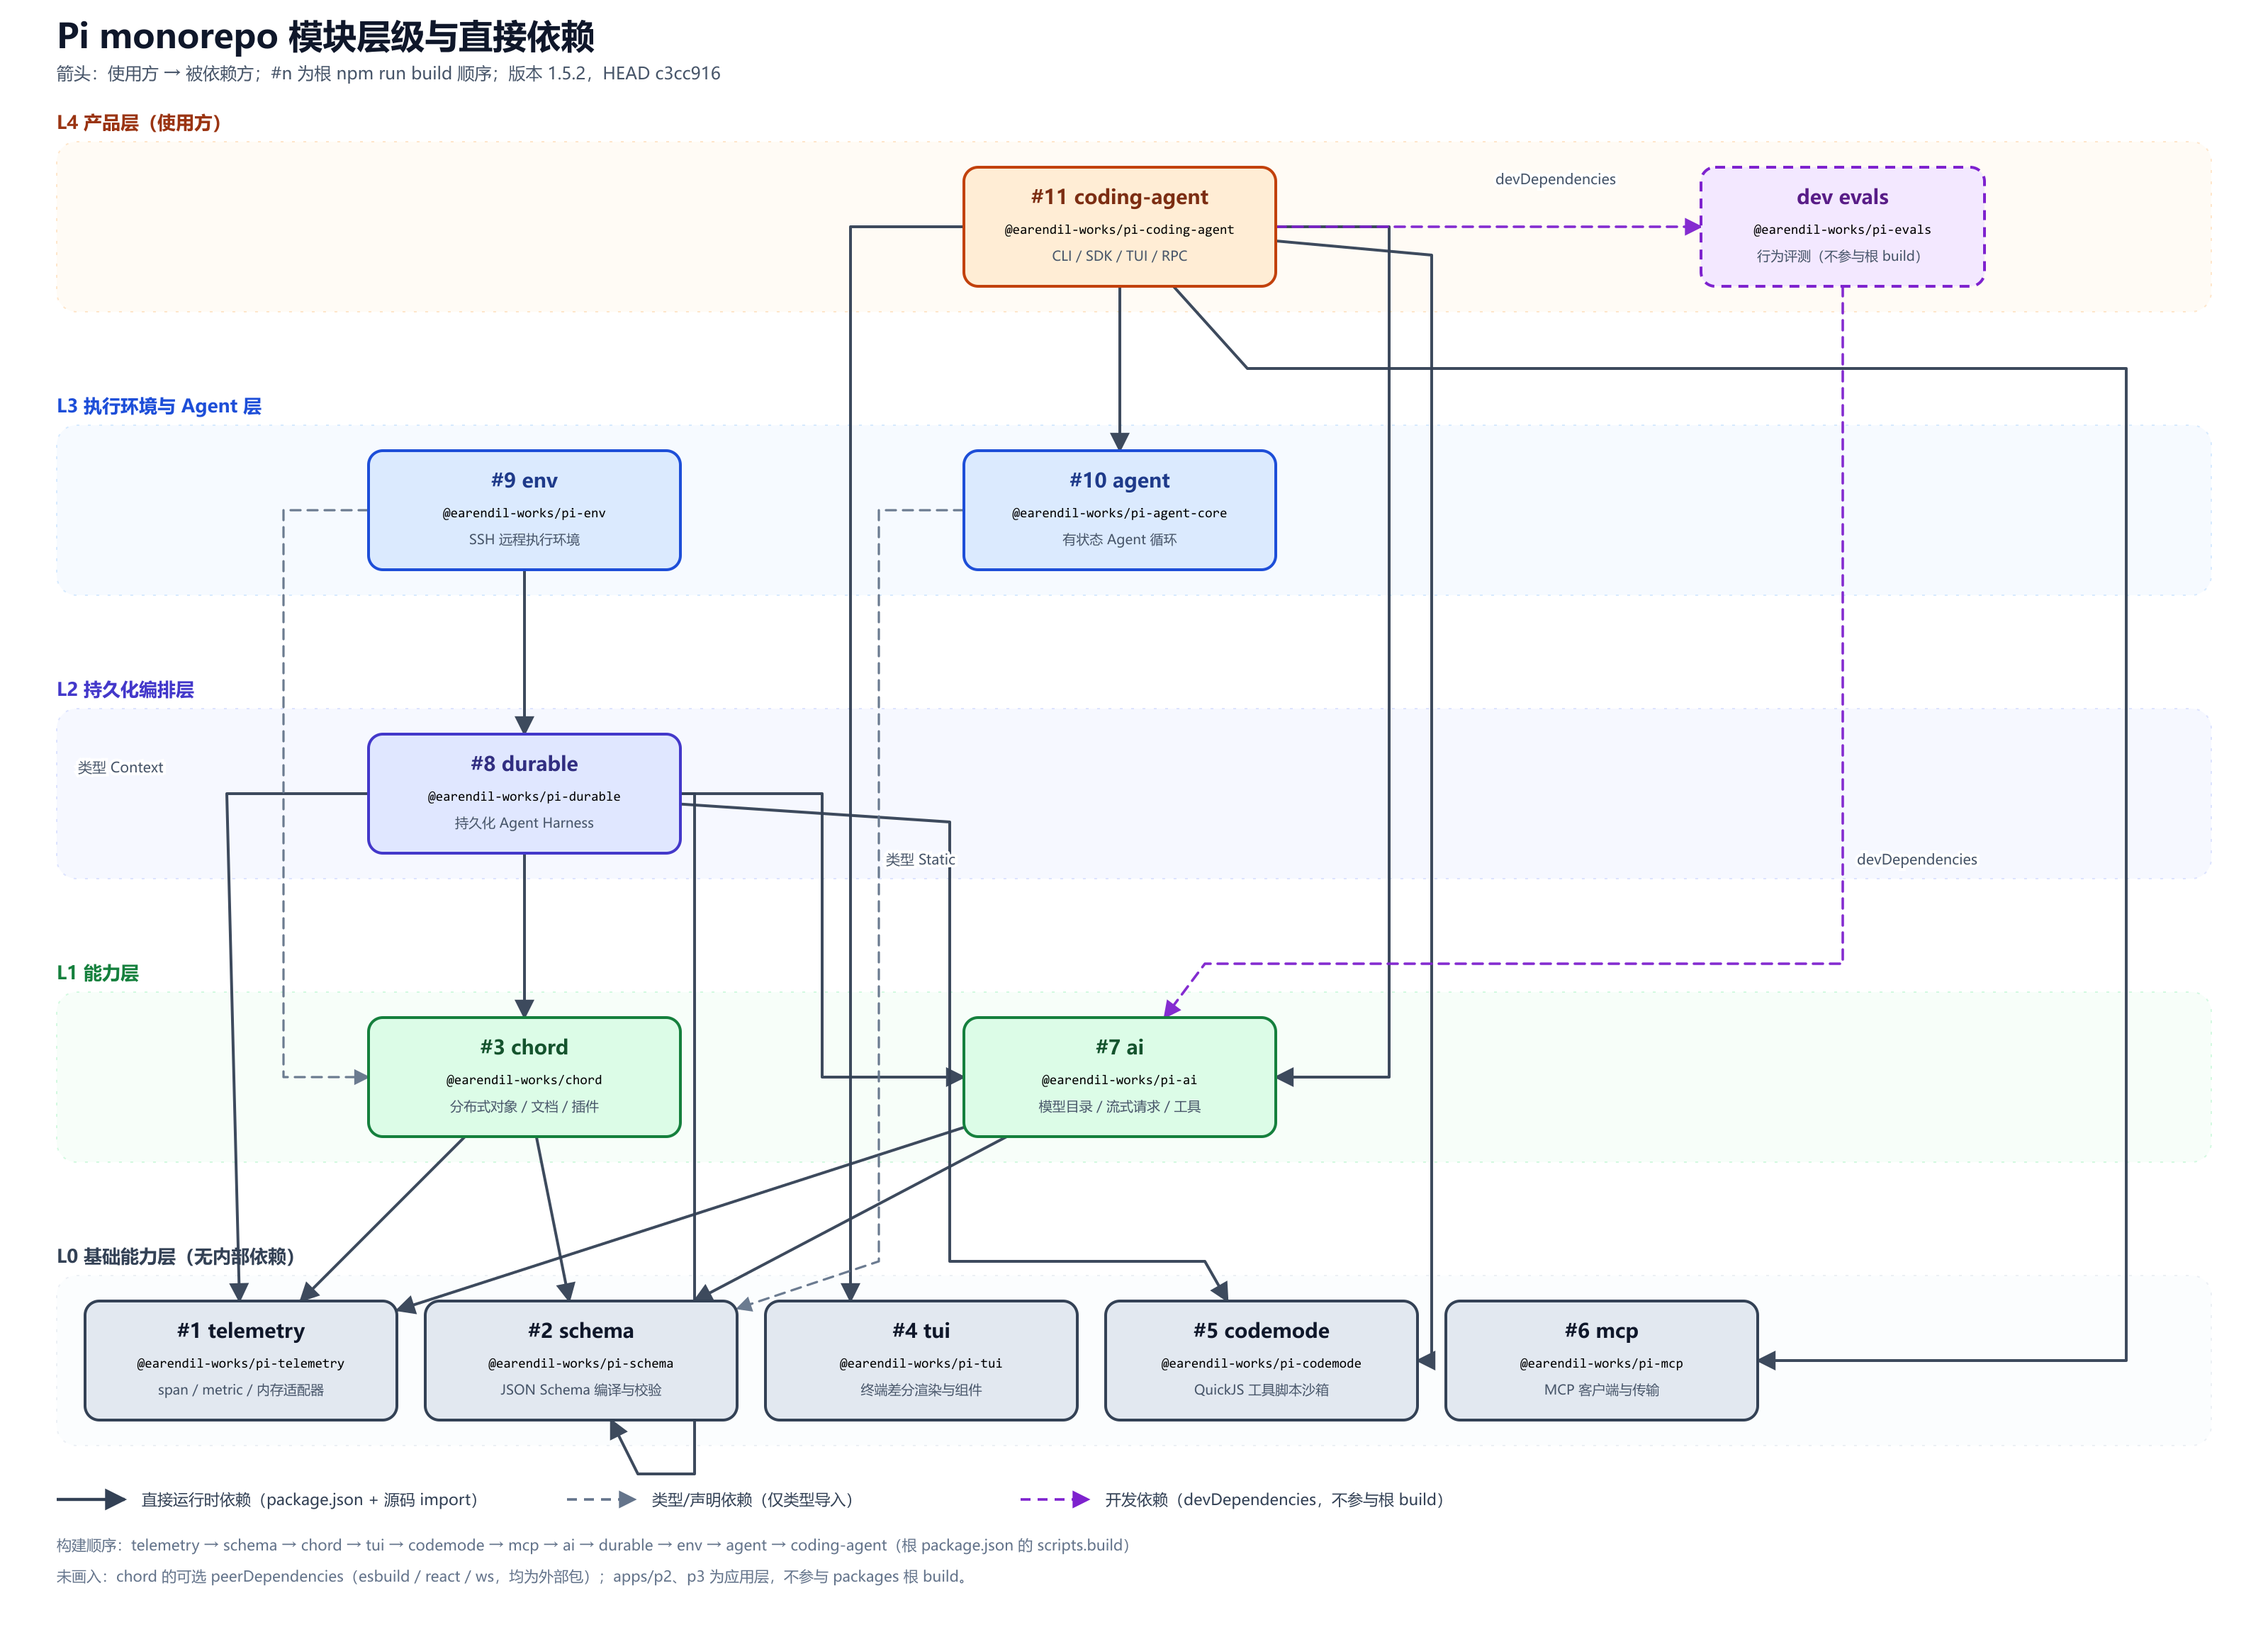 Pi monorepo 模块层级与直接依赖
箭头：使用方 → 被依赖方；#n 为根 npm run build 顺序；版本 1.5.2，HEAD c3cc916
L4 产品层（使用方）
#11 coding-agent
@earendil-works/pi-coding-agent
CLI / SDK / TUI / RPC
devDependencies
dev evals
@earendil-works/pi-evals
行为评测（不参与根 build）
L3 执行环境与 Agent 层
#9 env
@earendil-works/pi-env
SSH 远程执行环境
#10 agent
@earendil-works/pi-agent-core
有状态 Agent 循环
L2 持久化编排层
类型 Context
#8 durable
@earendil-works/pi-durable
持久化 Agent Harness
类型 Static
devDependencies
L1 能力层
#3 chord
@earendil-works/chord
分布式对象 / 文档 / 插件
#7 ai
@earendil-works/pi-ai
模型目录 / 流式请求 / 工具
L0 基础能力层（无内部依赖）
#1 telemetry
@earendil-works/pi-telemetry
span / metric / 内存适配器
#2 schema
@earendil-works/pi-schema
JSON Schema 编译与校验
#4 tui
@earendil-works/pi-tui
终端差分渲染与组件
#5 codemode
@earendil-works/pi-codemode
QuickJS 工具脚本沙箱
#6 mcp
@earendil-works/pi-mcp
MCP 客户端与传输
直接运行时依赖（package.json + 源码 import）
类型/声明依赖（仅类型导入）
开发依赖（devDependencies，不参与根 build）
构建顺序：telemetry → schema → chord → tui → codemode → mcp → ai → durable → env → agent → coding-agent（根 package.json 的 scripts.build）
未画入：chord 的可选 peerDependencies（esbuild / react / ws，均为外部包）；apps/p2、p3 为应用层，不参与 packages 根 build。